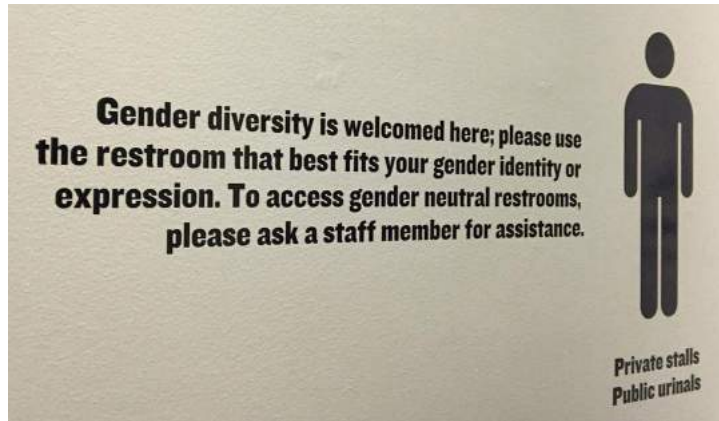 Gender diversity is welcomed here; please use
the restroom that best fits your gender identity or
expression. To access gender neutral restrooms,
please ask a staff member for assistance.
Private stalls
Public urinals